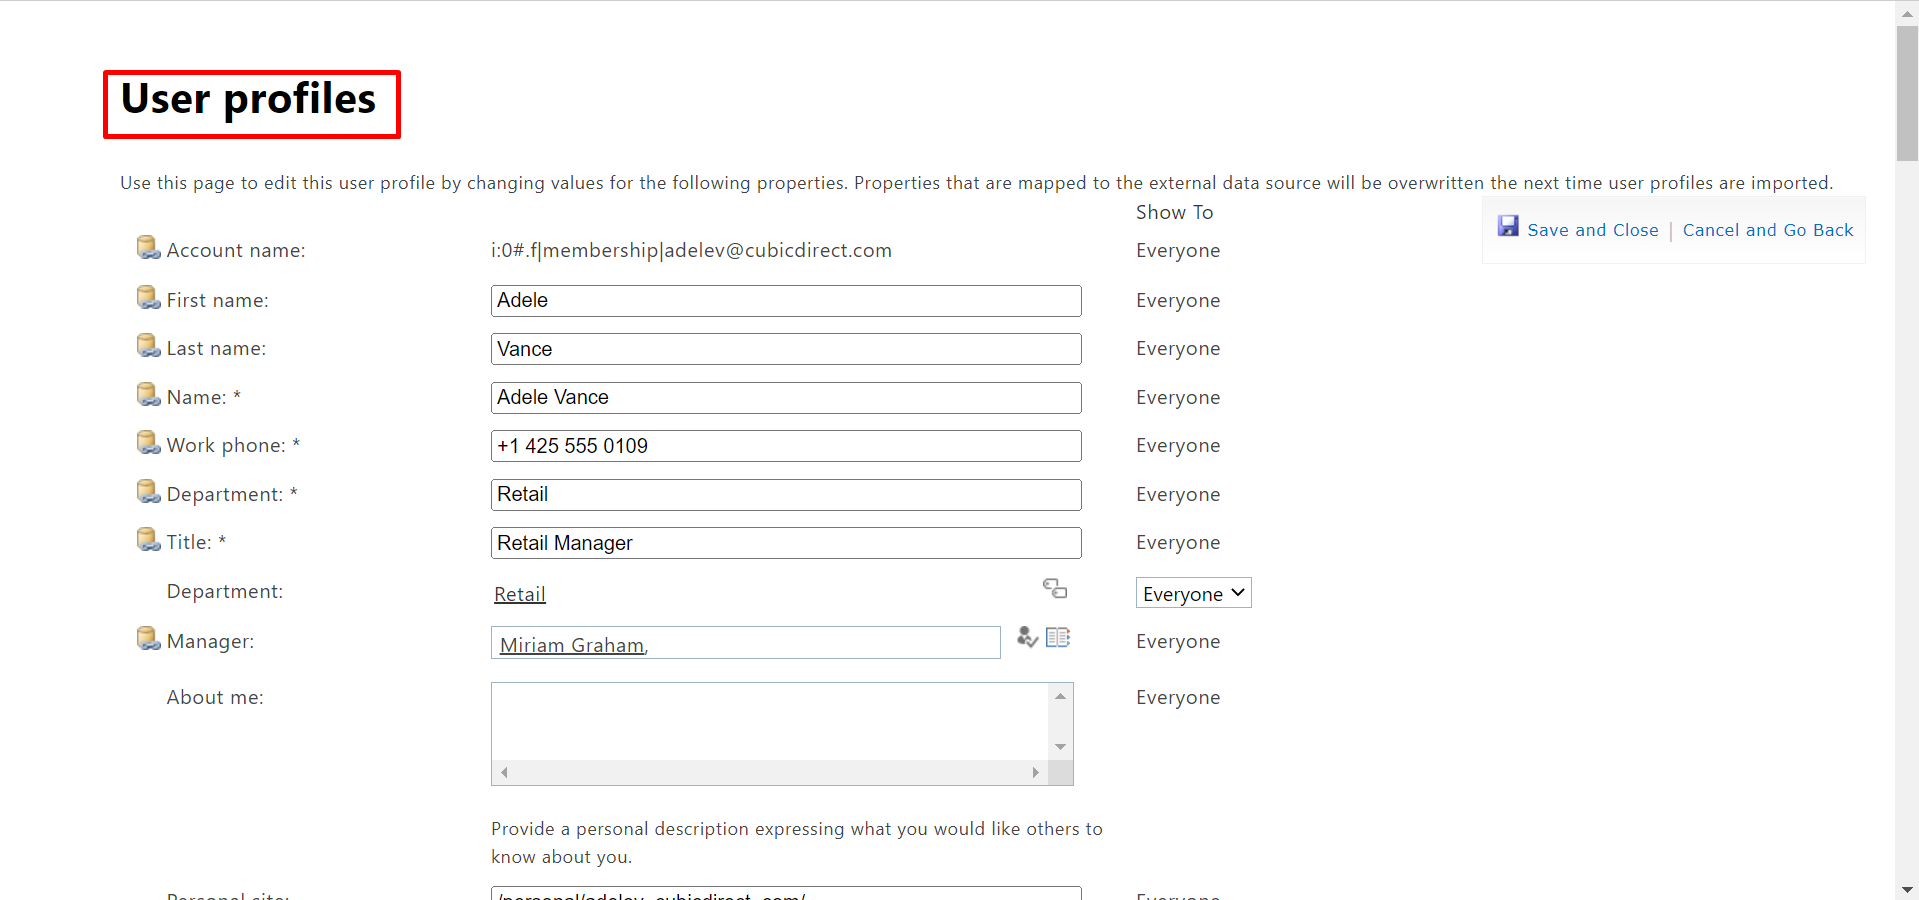 User profiles
Use this page to edit this user profile by changing values for the following properties. Properties that are mapped to the external data source will be overwritten the next time user profiles are imported.
Show To
Save and Close | Cancel and Go Back
Account name: i:0#.f|membership|adelev@cubicdirect.com Everyone
First name: Adele Everyone
Last name: Vance Everyone
Name: * Adele Vance Everyone
Work phone: * +1 425 555 0109 Everyone
Department: * Retail Everyone
Title: * Retail Manager Everyone
Department: Retail Everyone
Manager: Miriam Graham, Everyone
About me: Everyone
Provide a personal description expressing what you would like others to
know about you.
Personal site: /personal/adelev_cubicdirect_com/ Everyone